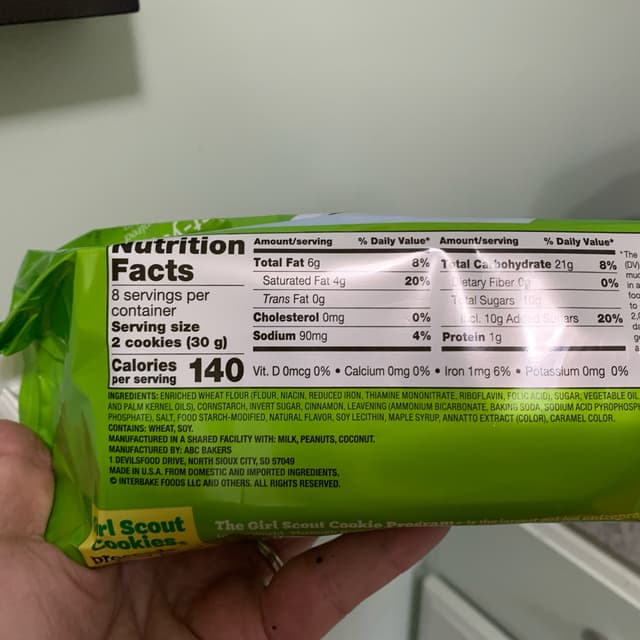 Nutrition
Facts
8 servings per
container
Serving size
2 cookies (30 g)
Calories
per serving 140
Amount/serving % Daily Value*
Total Fat 6g 8%
Saturated Fat 4g 20%
Trans Fat 0g
Cholesterol 0mg 0%
Sodium 90mg 4%
Amount/serving % Daily Value*
Total Carbohydrate 21g 8%
Dietary Fiber 0g 0%
Total Sugars 10g
Incl. 10g Added Sugars 20%
Protein 1g
Vit. D 0mcg 0% • Calcium 0mg 0% • Iron 1mg 6% • Potassium 0mg 0%
*The
(DV)
INGREDIENTS: ENRICHED WHEAT FLOUR (FLOUR, NIACIN, REDUCED IRON, THIAMINE MONONITRATE, RIBOFLAVIN, FOLIC ACID), SUGAR, VEGETABLE OIL
AND PALM KERNEL OILS), CORNSTARCH, INVERT SUGAR, CINNAMON, LEAVENING (AMMONIUM BICARBONATE, BAKING SODA, SODIUM ACID PYROPHOSP
PHOSPHATE), SALT, FOOD STARCH-MODIFIED, NATURAL FLAVOR, SOY LECITHIN, MAPLE SYRUP, ANNATTO EXTRACT (COLOR), CARAMEL COLOR.
CONTAINS: WHEAT, SOY.
MANUFACTURED IN A SHARED FACILITY WITH: MILK, PEANUTS, COCONUT.
MANUFACTURED BY: ABC BAKERS
1 DEVILSFOOD DRIVE, NORTH SIOUX CITY, SD 57049
MADE IN U.S.A. FROM DOMESTIC AND IMPORTED INGREDIENTS.
© INTERBAKE FOODS LLC AND OTHERS. ALL RIGHTS RESERVED.
rl Scout
Cookies
The Girl Scout Cookie Program is the